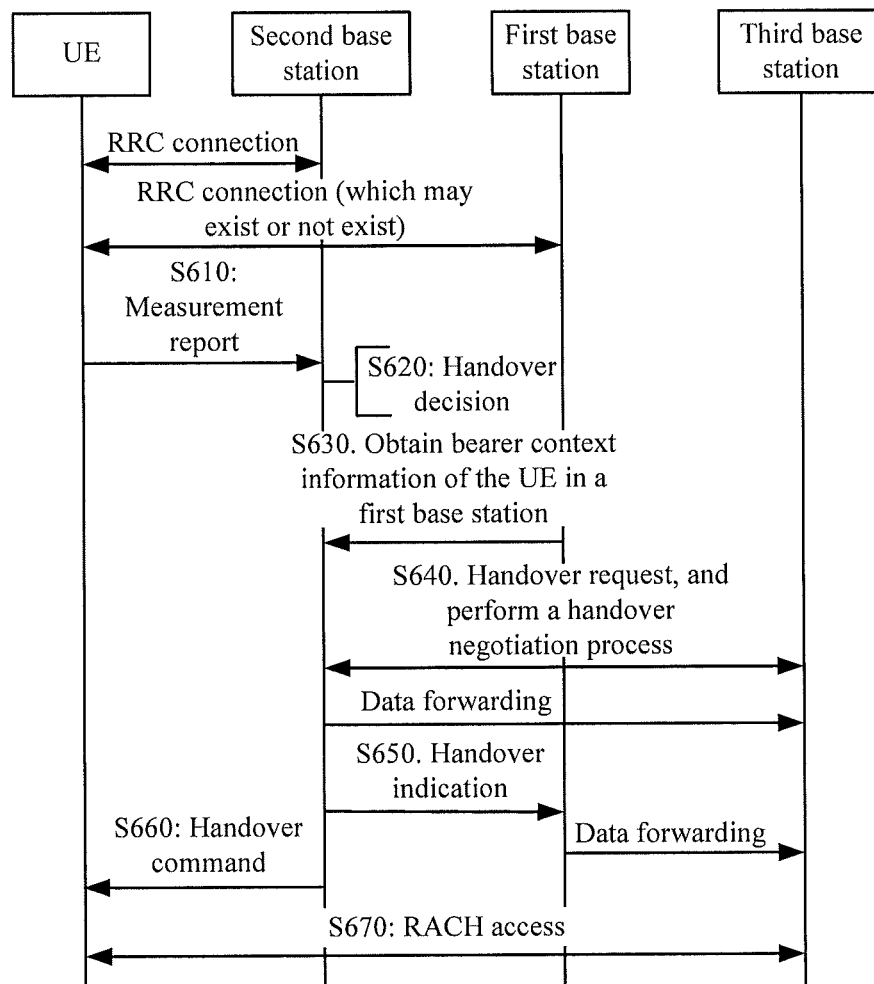 UE
Second base
station
First base
station
Third base
station
RRC connection
RRC connection (which may
exist or not exist)
S610:
Measurement
report
S620: Handover
decision
S630. Obtain bearer context
information of the UE in a
first base station
S640. Handover request, and
perform a handover
negotiation process
Data forwarding
S650. Handover
indication
S660: Handover
command
Data forwarding
S670: RACH access